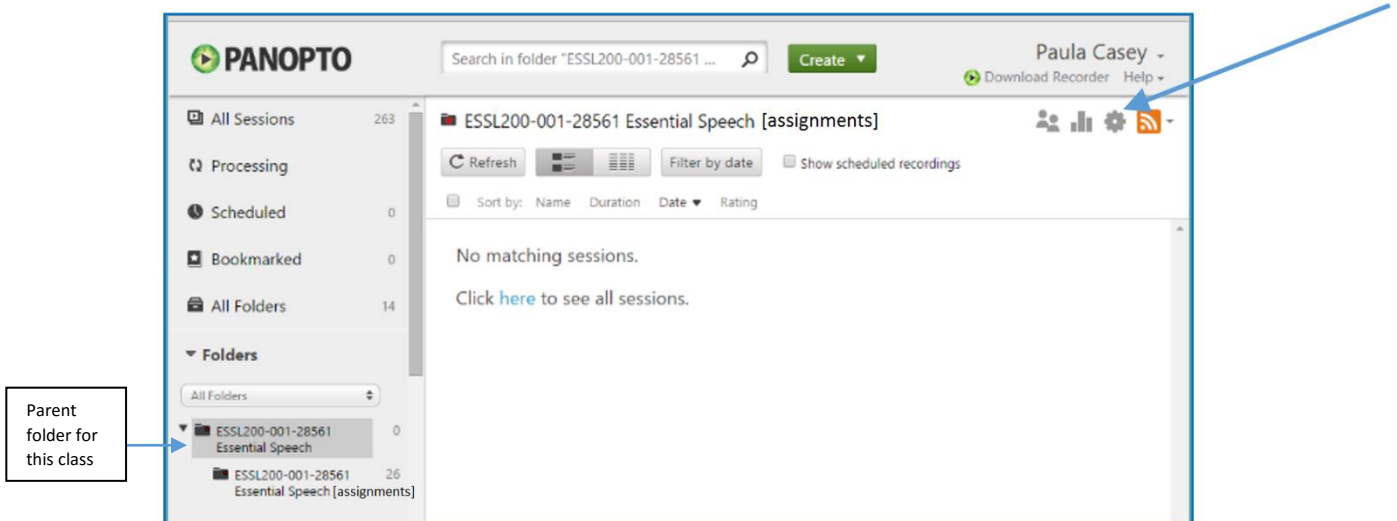 PANOPTO
Search in folder "ESSL200-001-28561 ...
Create
Paula Casey
Download Recorder Help
All Sessions 263
Processing
Scheduled 0
Bookmarked 0
All Folders 14
Folders
All Folders
ESSL200-001-28561 0
Essential Speech
ESSL200-001-28561 26
Essential Speech [assignments]
ESSL200-001-28561 Essential Speech [assignments]
Refresh Filter by date Show scheduled recordings
Sort by: Name Duration Date Rating
No matching sessions.
Click here to see all sessions.
Parent
folder for
this class